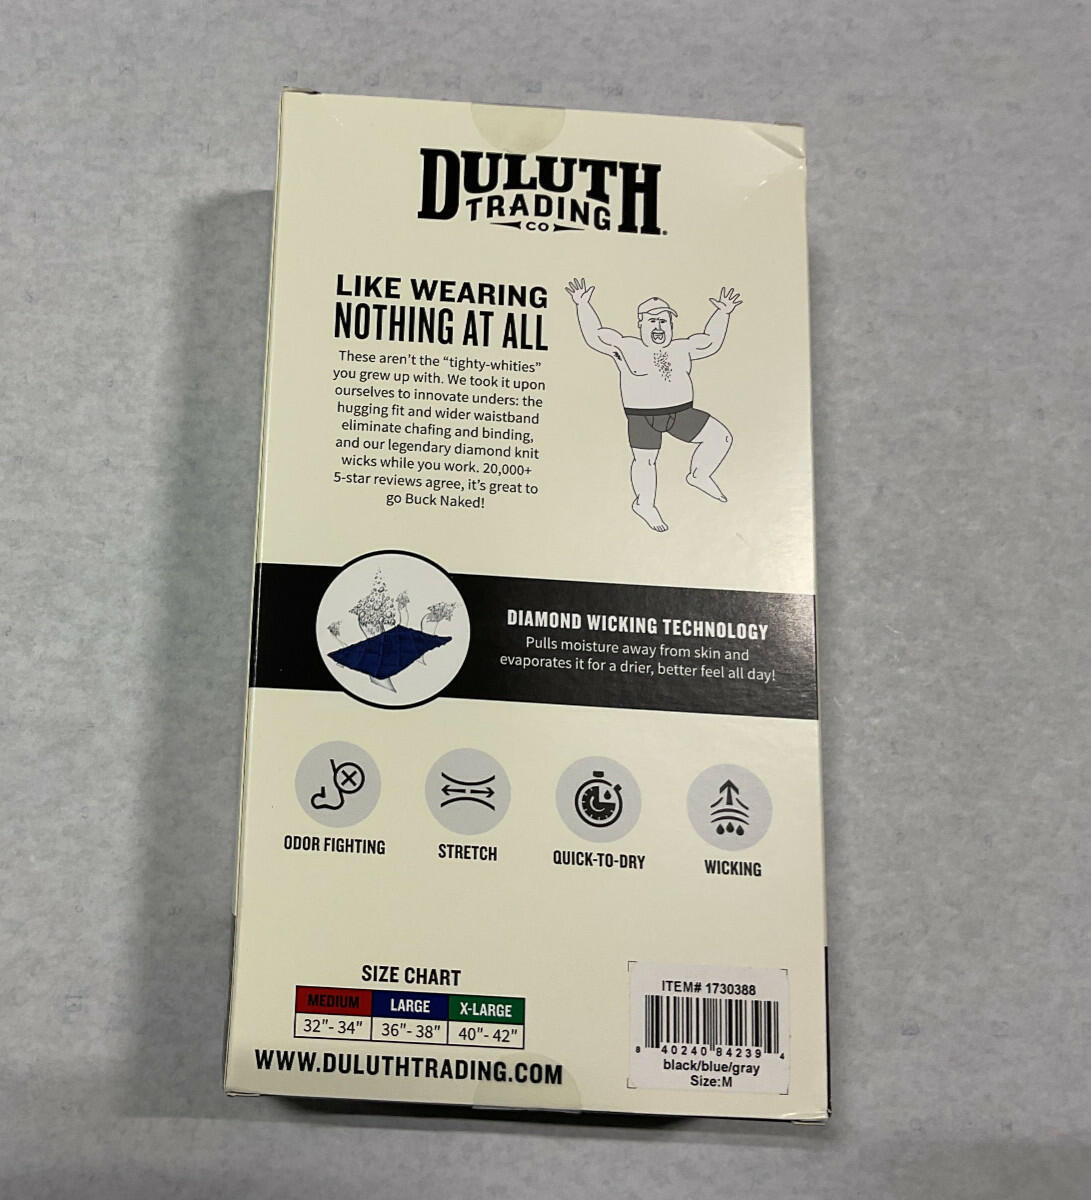 DULUTH
TRADING
CO
LIKE WEARING
NOTHING AT ALL
These aren't the "tighty-whities"
you grew up with. We took it upon
ourselves to innovate unders: the
hugging fit and wider waistband
eliminate chafing and binding,
and our legendary diamond knit
wicks while you work. 20,000+
5-star reviews agree, it's great to
go Buck Naked!
DIAMOND WICKING TECHNOLOGY
Pulls moisture away from skin and
evaporates it for a drier, better feel all day!
ODOR FIGHTING
STRETCH
QUICK-TO-DRY
WICKING
SIZE CHART
MEDIUM LARGE X-LARGE
32"- 34" 36"- 38" 40"- 42"
WWW.DULUTHTRADING.COM
ITEM# 1730388
8 40240 84239 4
black/blue/gray
Size:M